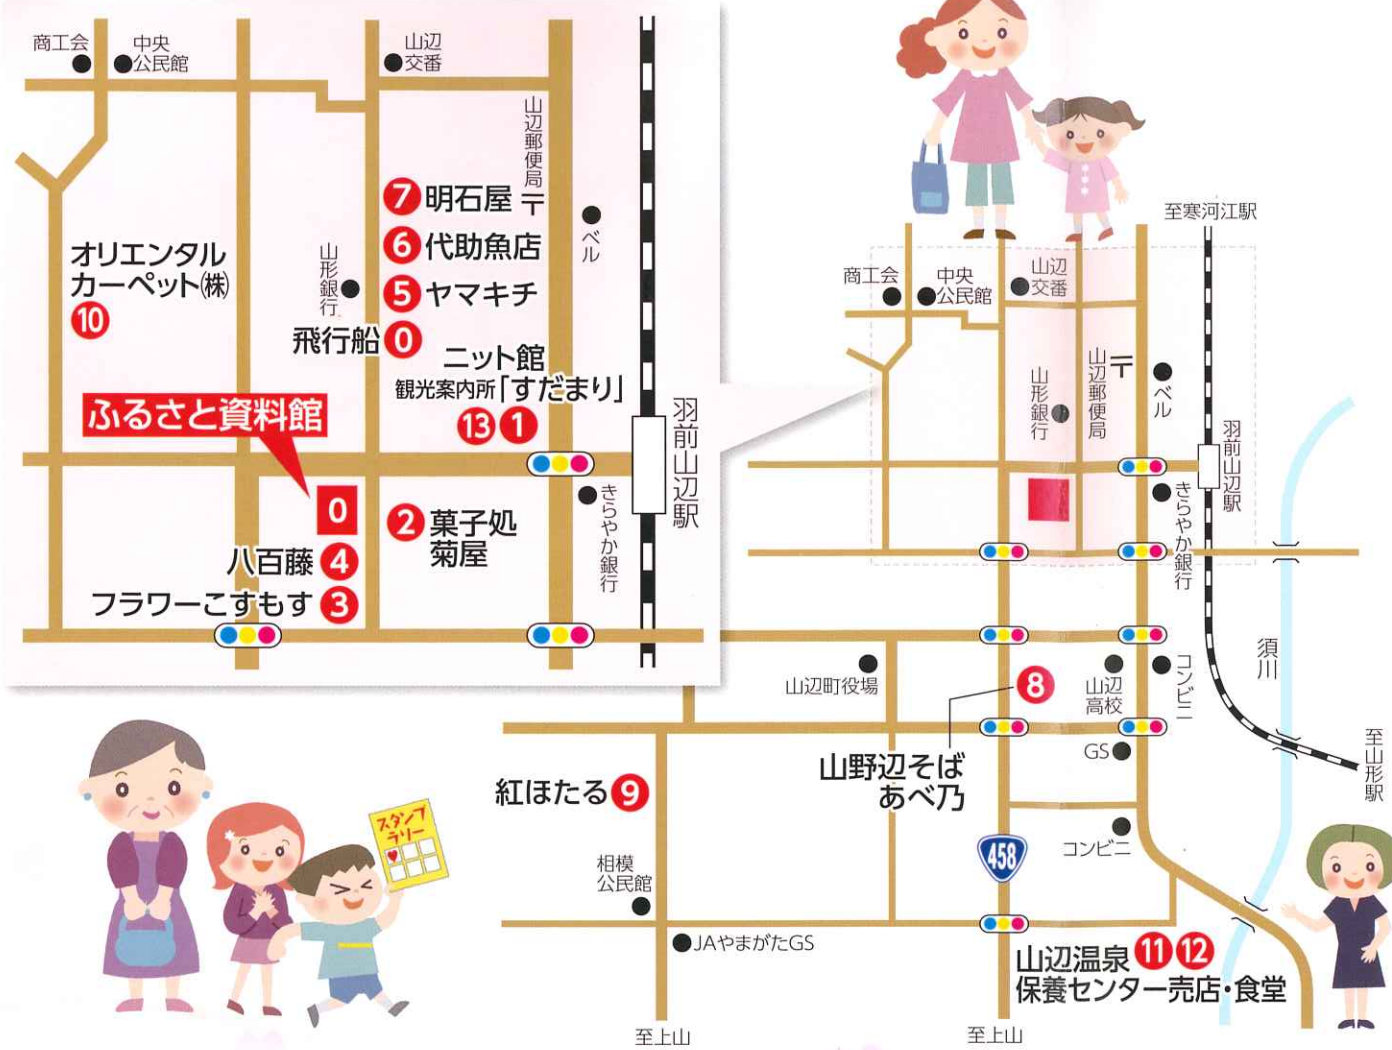 商工会
中央
公民館
山辺
交番
山辺郵便局
〒
7 明石屋
6 代助魚店
5 ヤマキチ
飛行船 0
ベル
山形銀行
オリエンタル
カーペット㈱
10
ニット館
観光案内所「すだまり」
13 1
ふるさと資料館
0
羽前山辺駅
きらやか銀行
2 菓子処
菊屋
八百藤 4
フラワーこすもす 3
至寒河江駅
商工会
中央
公民館
山辺
交番
山辺郵便局
〒
山形銀行
ベル
羽前山辺駅
きらやか銀行
須川
山辺町役場
8
山辺
高校
コンビニ
GS
山野辺そば
あべ乃
至山形駅
紅ほたる 9
458
コンビニ
相模
公民館
JAやまがたGS
山辺温泉 11 12
保養センター売店・食堂
至上山
至上山
スタンプ
ラリー